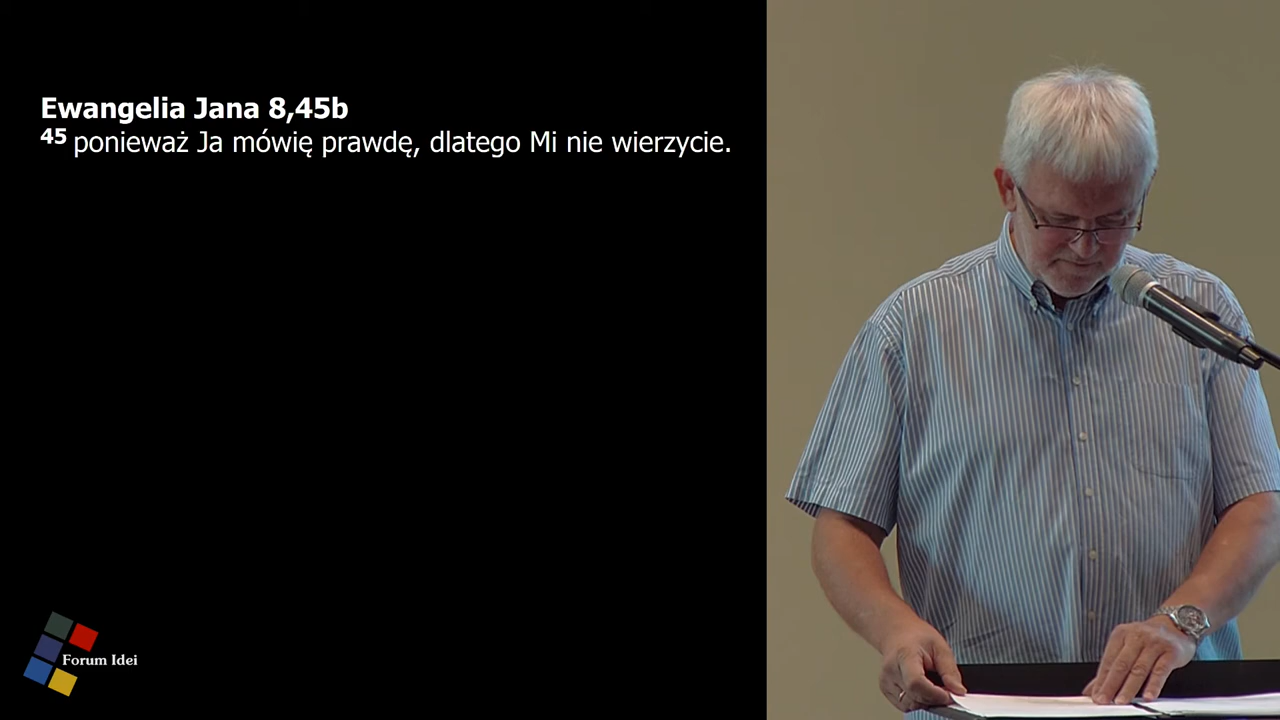 Ewangelia Jana 8,45b
45 ponieważ Ja mówię prawdę, dlatego Mi nie wierzycie.
Forum Idei